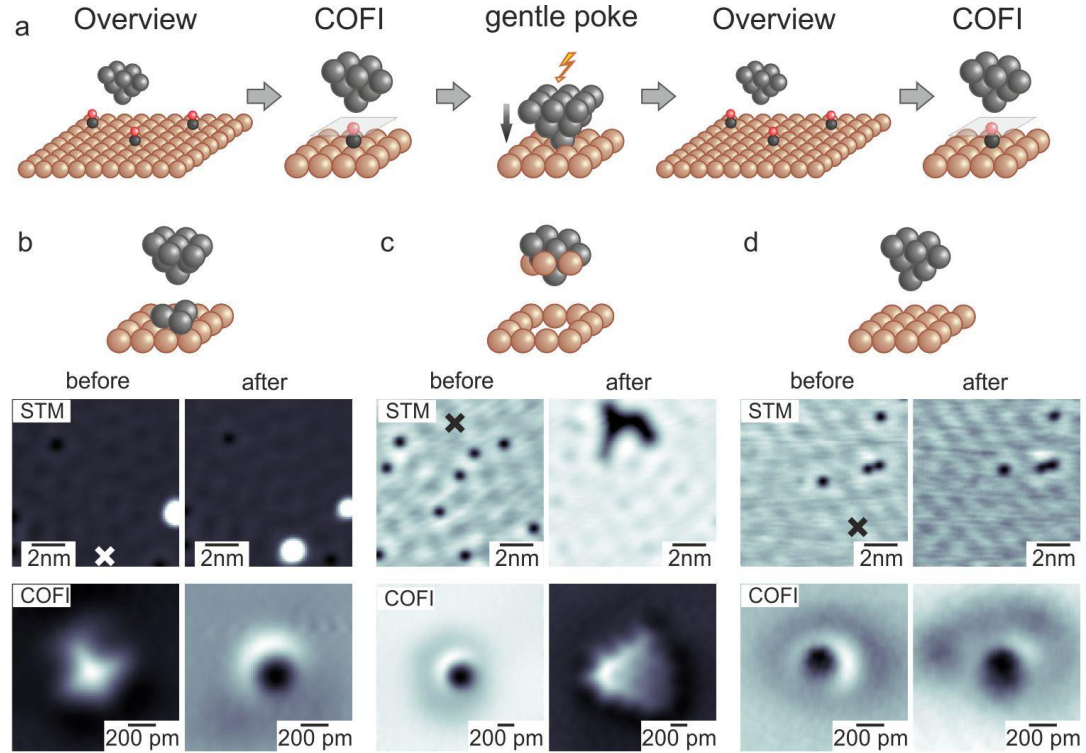 a
Overview
COFI
gentle poke
Overview
COFI
b
c
d
before
after
before
after
before
after
STM
STM
STM
2nm
2nm
2nm
2nm
2nm
2nm
COFI
COFI
COFI
200 pm
200 pm
200 pm
200 pm
200 pm
200 pm